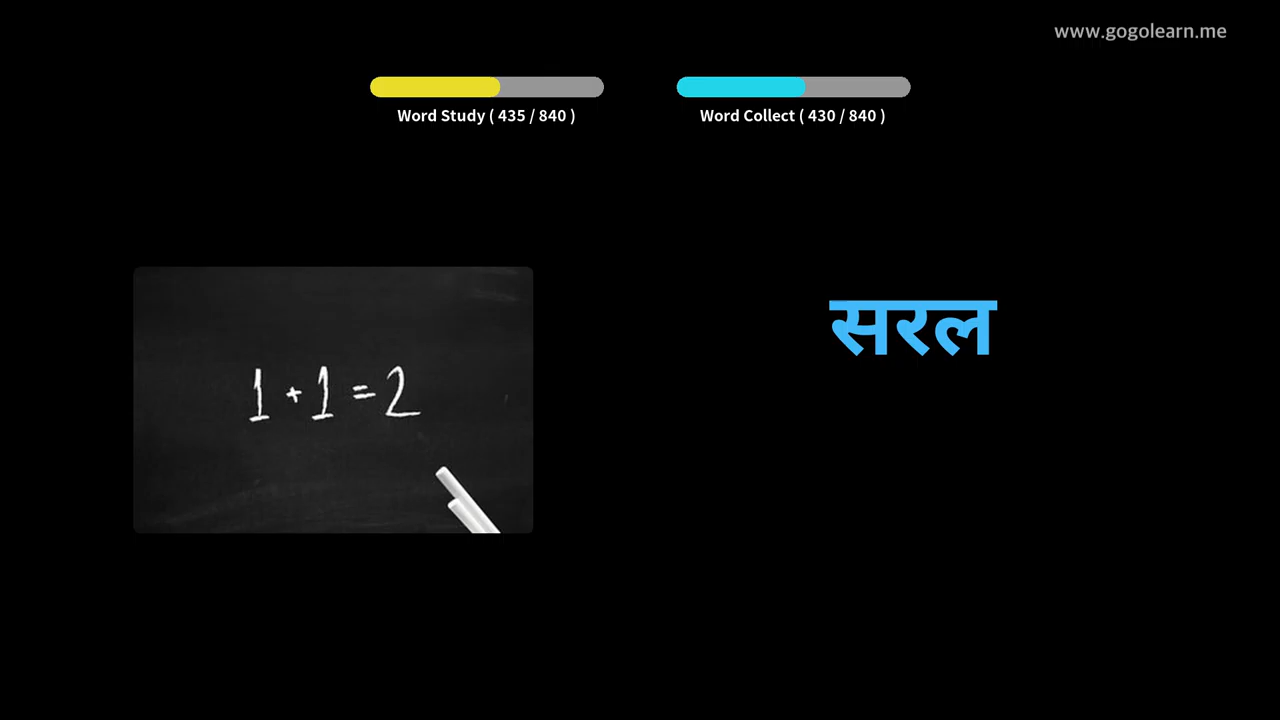 www.gogolearn.me
Word Study ( 435 / 840 )
Word Collect ( 430 / 840 )
1 + 1 = 2
सरल